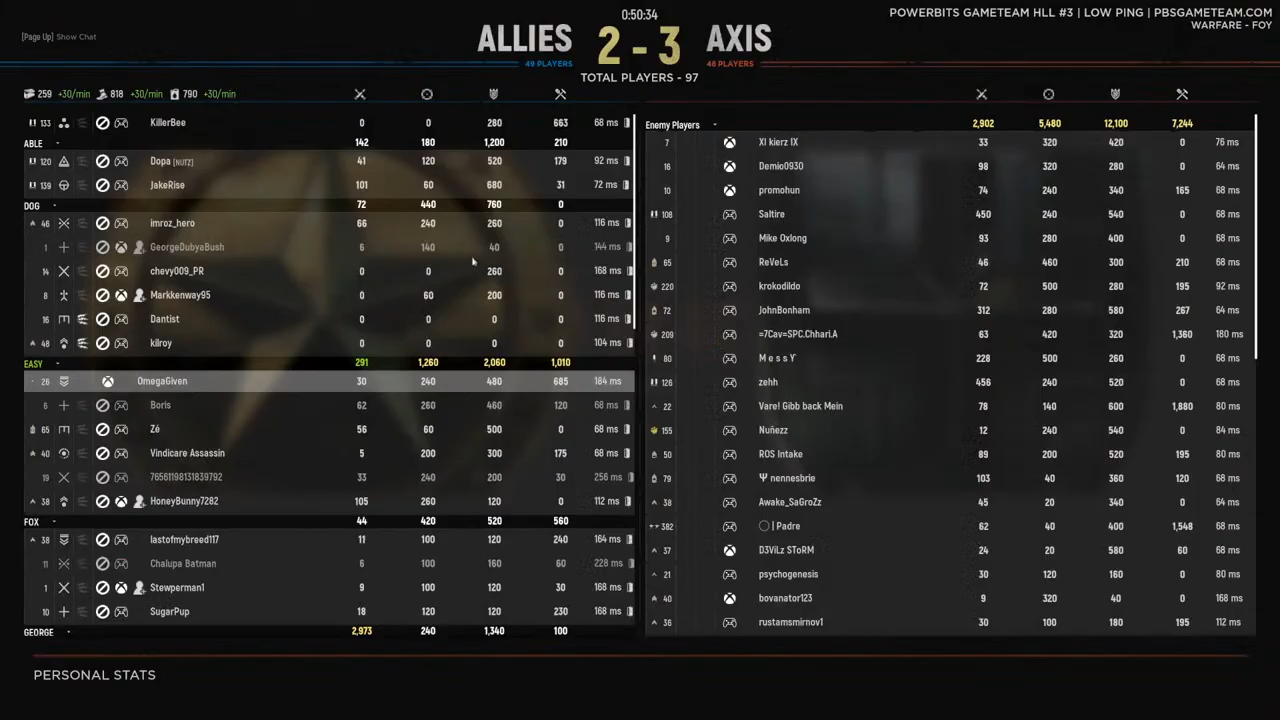 0:50:34
POWERBITS GAMETEAM HLL #3 | LOW PING | PBSGAMETEAM.COM
WARFARE - FOY
[Page Up] Show Chat
ALLIES 2 - 3 AXIS
49 PLAYERS 48 PLAYERS
TOTAL PLAYERS - 97
259 +30/min 818 +30/min 790 +30/min
133 KillerBee 0 0 280 663 68 ms
ABLE 142 180 1,200 210
120 Dopa [NUTZ] 41 120 520 179 92 ms
139 JakeRise 101 60 680 31 72 ms
DOG 72 440 760 0
46 imroz_hero 66 240 260 0 116 ms
1 GeorgeDubyaBush 6 140 40 0 144 ms
14 chevy009_PR 0 0 260 0 168 ms
8 Markkenway95 0 60 200 0 116 ms
16 Dantist 0 0 0 0 116 ms
48 kilroy 0 0 0 0 104 ms
EASY 291 1,260 2,060 1,010
26 OmegaGiven 30 240 480 685 184 ms
6 Boris 62 260 460 120 68 ms
65 Zé 56 60 500 0 68 ms
40 Vindicare Assassin 5 200 300 175 68 ms
19 76561198131839792 33 240 200 30 256 ms
38 HoneyBunny7282 105 260 120 0 112 ms
FOX 44 420 520 560
38 lastofmybreed117 11 100 120 240 164 ms
11 Chalupa Batman 6 100 160 60 228 ms
1 Stewperman1 9 100 120 30 168 ms
10 SugarPup 18 120 120 230 168 ms
GEORGE 2,973 240 1,340 100
Enemy Players 2,902 5,480 12,100 7,244
7 XI kierz IX 33 320 420 0 76 ms
16 Demio0930 98 320 280 0 64 ms
10 promohun 74 240 340 165 68 ms
108 Saltire 450 240 520 0 68 ms
9 Mike Oxlong 93 280 400 0 68 ms
65 ReVeLs 46 460 300 210 68 ms
220 krokodildo 72 500 280 195 92 ms
72 JohnBonham 312 280 580 267 64 ms
209 =7Cav=SPC.Chhari.A 63 420 320 1,360 180 ms
80 M e s s Y 228 500 260 0 68 ms
126 zehh 456 240 520 0 68 ms
22 Vare! Gibb back Mein 78 140 600 1,880 80 ms
155 Nuñezz 12 240 540 0 84 ms
50 ROS Intake 89 200 520 195 80 ms
79 Ψ nennesbrie 103 40 360 120 68 ms
38 Awake_SaGroZz 45 20 340 0 64 ms
382 ◯ | Padre 62 40 400 1,548 68 ms
37 D3ViLz SToRM 24 20 580 60 68 ms
21 psychogenesis 30 120 160 0 80 ms
40 bovanator123 9 320 40 0 168 ms
36 rustamsmirnov1 30 100 180 195 112 ms
PERSONAL STATS